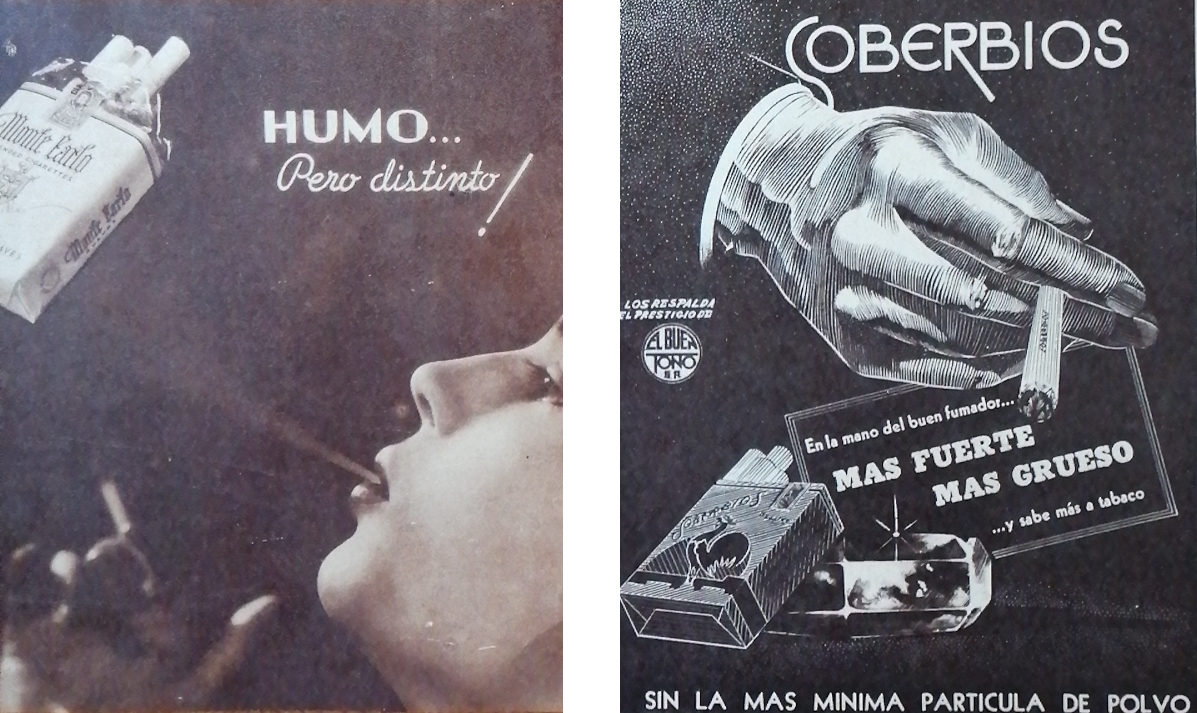 Monte Carlo
Monte Carlo
HUMO...
Pero distinto!
SOBERBIOS
LOS RESPALDA
EL PRESTIGIO DE
EL BUEN
TONO
S A
En la mano del buen fumador...
MAS FUERTE
MAS GRUESO
...y sabe más a tabaco
SOBERBIOS
SIN LA MAS MINIMA PARTICULA DE POLVO